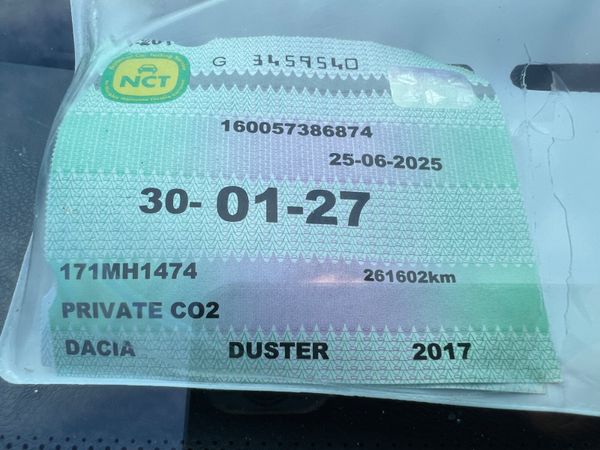 G 3459540
NCT
160057386874
25-06-2025
30- 01-27
171MH1474 261602km
PRIVATE CO2
DACIA DUSTER 2017